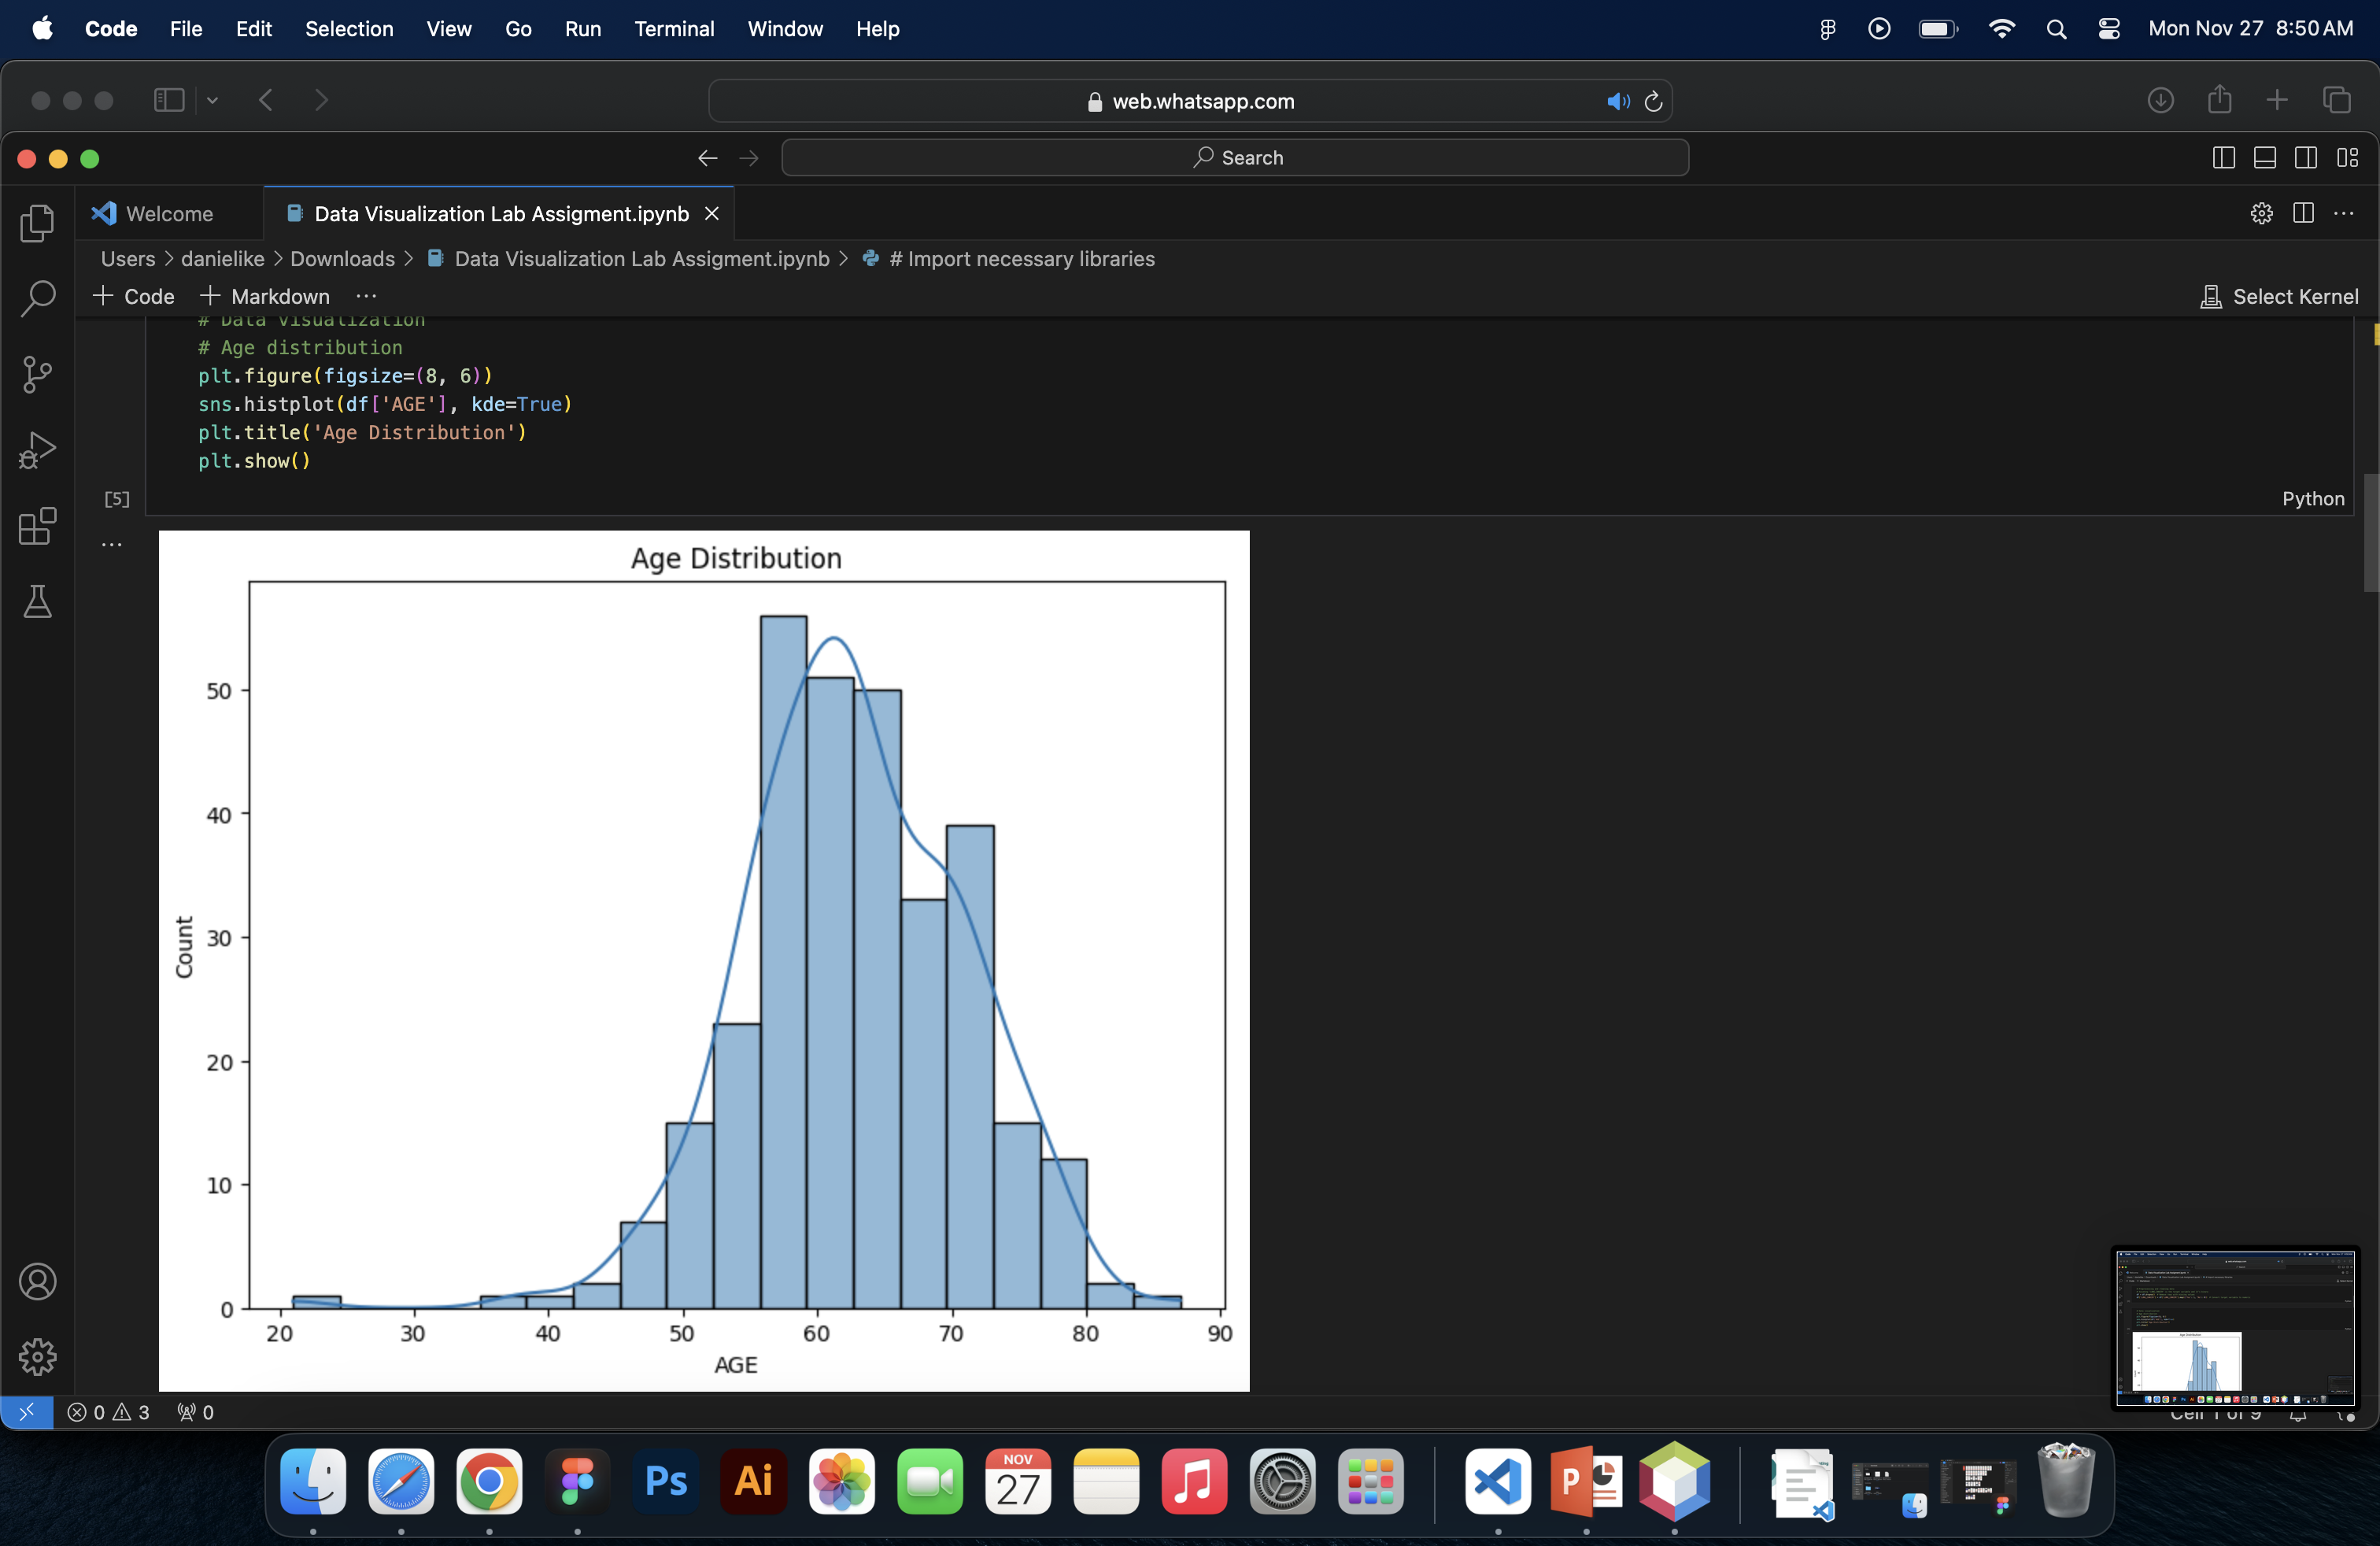 Code File Edit Selection View Go Run Terminal Window Help Mon Nov 27 8:50 AM
web.whatsapp.com
Search
Welcome Data Visualization Lab Assigment.ipynb
Users > danielike > Downloads > Data Visualization Lab Assigment.ipynb > # Import necessary libraries
+ Code + Markdown ... Select Kernel
# Data Visualization
# Age distribution
plt.figure(figsize=(8, 6))
sns.histplot(df['AGE'], kde=True)
plt.title('Age Distribution')
plt.show()
[5] Python
...
Age Distribution
50
40
30
20
10
0
Count
20 30 40 50 60 70 80 90
AGE
0 3 0 Cell 1 of 9
Ps Ai NOV 27 P